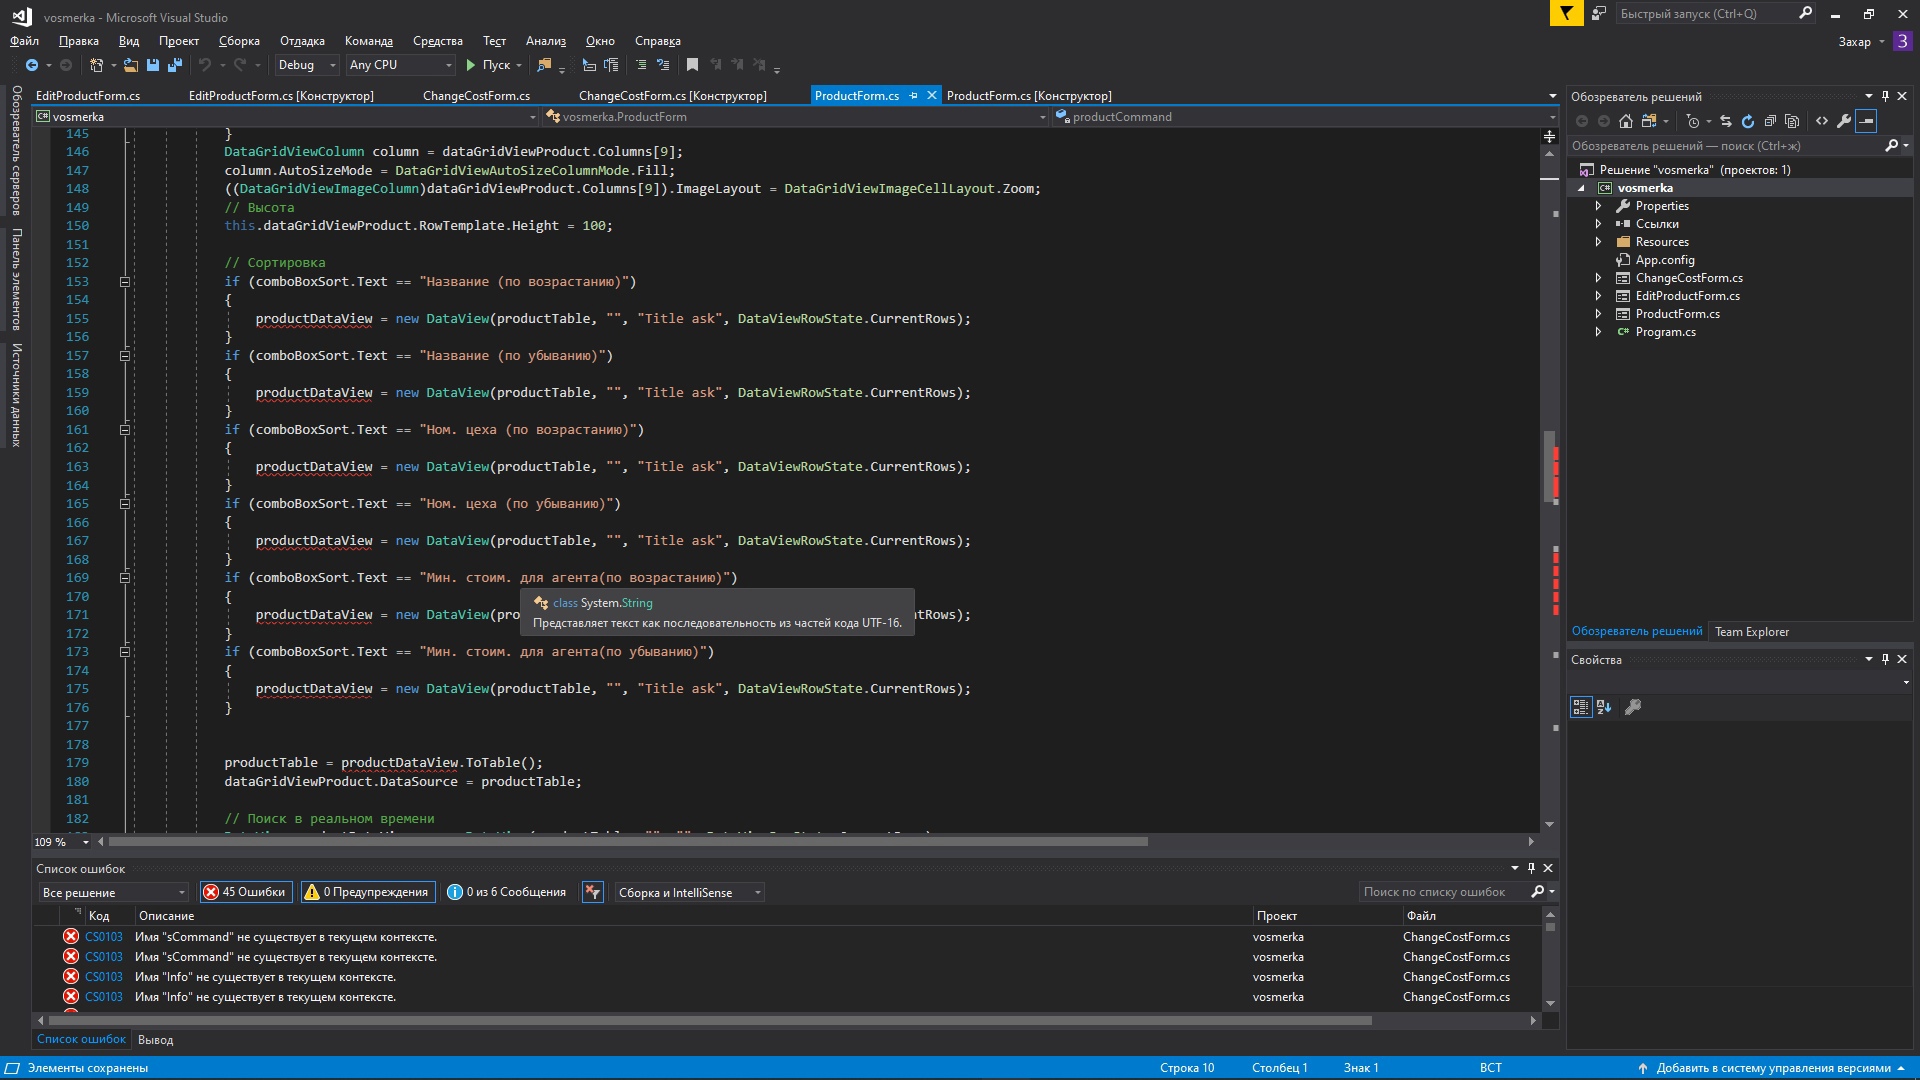 vosmerka - Microsoft Visual Studio
Быстрый запуск (Ctrl+Q)
Файл Правка Вид Проект Сборка Отладка Команда Средства Тест Анализ Окно Справка
Захар З
Debug Any CPU Пуск
Обозреватель серверов
Панель элементов
Источники данных
EditProductForm.cs EditProductForm.cs [Конструктор] ChangeCostForm.cs ChangeCostForm.cs [Конструктор] ProductForm.cs ProductForm.cs [Конструктор]
vosmerka vosmerka.ProductForm productCommand
145 }
146 DataGridViewColumn column = dataGridViewProduct.Columns[9];
147 column.AutoSizeMode = DataGridViewAutoSizeColumnMode.Fill;
148 ((DataGridViewImageColumn)dataGridViewProduct.Columns[9]).ImageLayout = DataGridViewImageCellLayout.Zoom;
149 // Высота
150 this.dataGridViewProduct.RowTemplate.Height = 100;
151
152 // Сортировка
153 if (comboBoxSort.Text == "Название (по возрастанию)")
154 {
155 productDataView = new DataView(productTable, "", "Title ask", DataViewRowState.CurrentRows);
156 }
157 if (comboBoxSort.Text == "Название (по убыванию)")
158 {
159 productDataView = new DataView(productTable, "", "Title ask", DataViewRowState.CurrentRows);
160 }
161 if (comboBoxSort.Text == "Ном. цеха (по возрастанию)")
162 {
163 productDataView = new DataView(productTable, "", "Title ask", DataViewRowState.CurrentRows);
164 }
165 if (comboBoxSort.Text == "Ном. цеха (по убыванию)")
166 {
167 productDataView = new DataView(productTable, "", "Title ask", DataViewRowState.CurrentRows);
168 }
169 if (comboBoxSort.Text == "Мин. стоим. для агента(по возрастанию)")
170 {
class System.String
171 productDataView = new DataView(pro ntRows);
Представляет текст как последовательность из частей кода UTF-16.
172 }
173 if (comboBoxSort.Text == "Мин. стоим. для агента(по убыванию)")
174 {
175 productDataView = new DataView(productTable, "", "Title ask", DataViewRowState.CurrentRows);
176 }
177
178
179 productTable = productDataView.ToTable();
180 dataGridViewProduct.DataSource = productTable;
181
182 // Поиск в реальном времени
109 %
Обозреватель решений
Обозреватель решений — поиск (Ctrl+ж)
Решение "vosmerka" (проектов: 1)
vosmerka
Properties
Ссылки
Resources
App.config
ChangeCostForm.cs
EditProductForm.cs
ProductForm.cs
Program.cs
Обозреватель решений Team Explorer
Свойства
Список ошибок
Все решение 45 Ошибки 0 Предупреждения 0 из 6 Сообщения Сборка и IntelliSense Поиск по списку ошибок
Код Описание Проект Файл
CS0103 Имя "sCommand" не существует в текущем контексте. vosmerka ChangeCostForm.cs
CS0103 Имя "sCommand" не существует в текущем контексте. vosmerka ChangeCostForm.cs
CS0103 Имя "Info" не существует в текущем контексте. vosmerka ChangeCostForm.cs
CS0103 Имя "Info" не существует в текущем контексте. vosmerka ChangeCostForm.cs
Список ошибок Вывод
Элементы сохранены Строка 10 Столбец 1 Знак 1 ВСТ Добавить в систему управления версиями